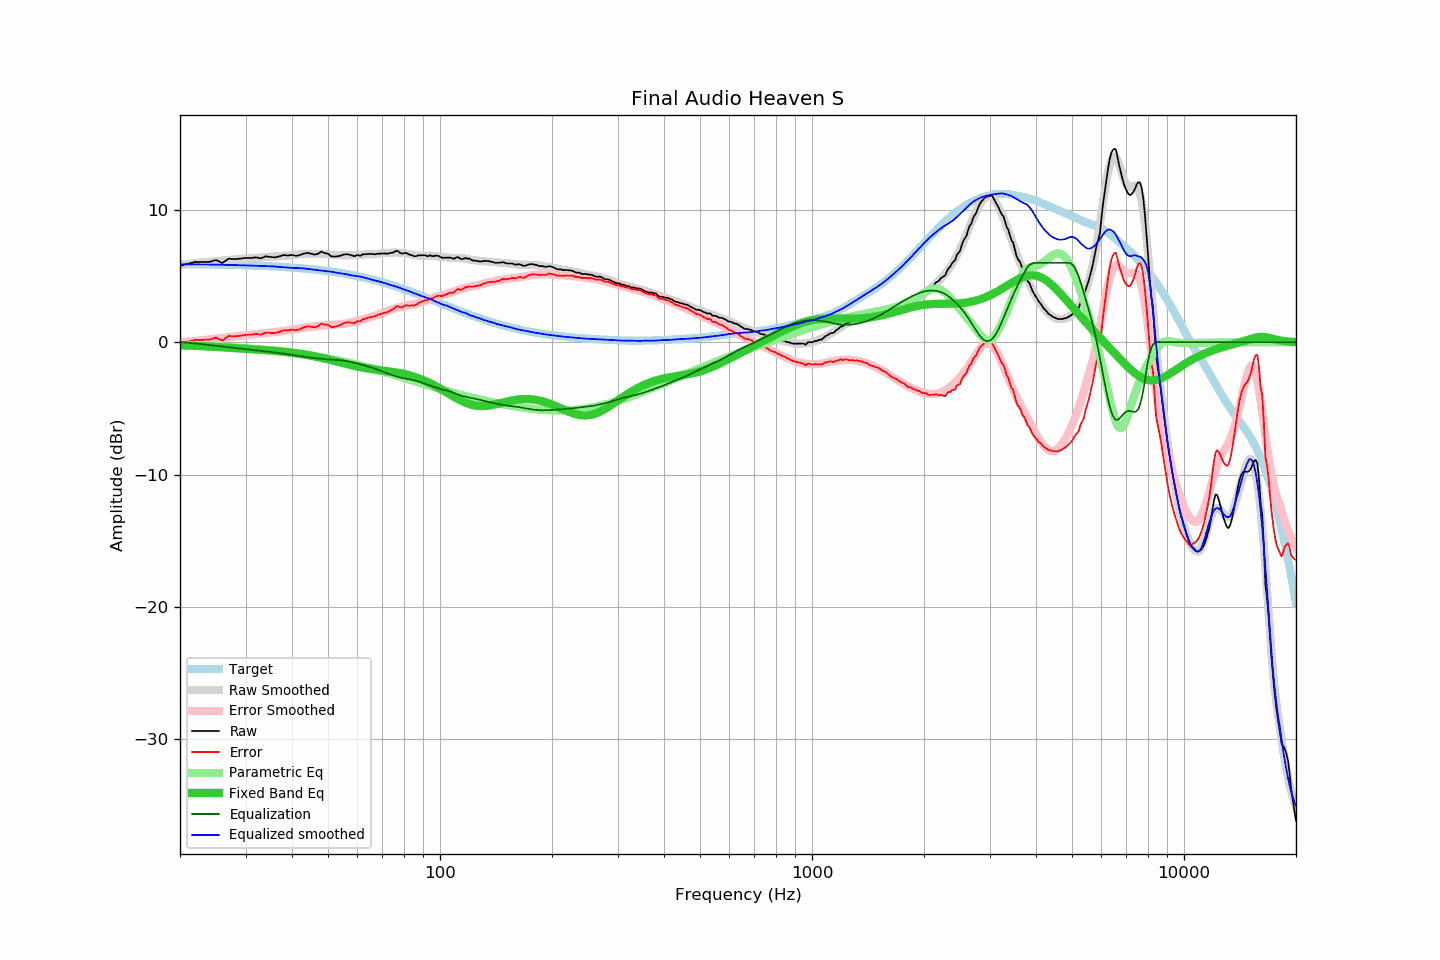 Final Audio Heaven S
Amplitude (dBr)
10
0
−10
−20
−30
Target
Raw Smoothed
Error Smoothed
Raw
Error
Parametric Eq
Fixed Band Eq
Equalization
Equalized smoothed
100
1000
10000
Frequency (Hz)